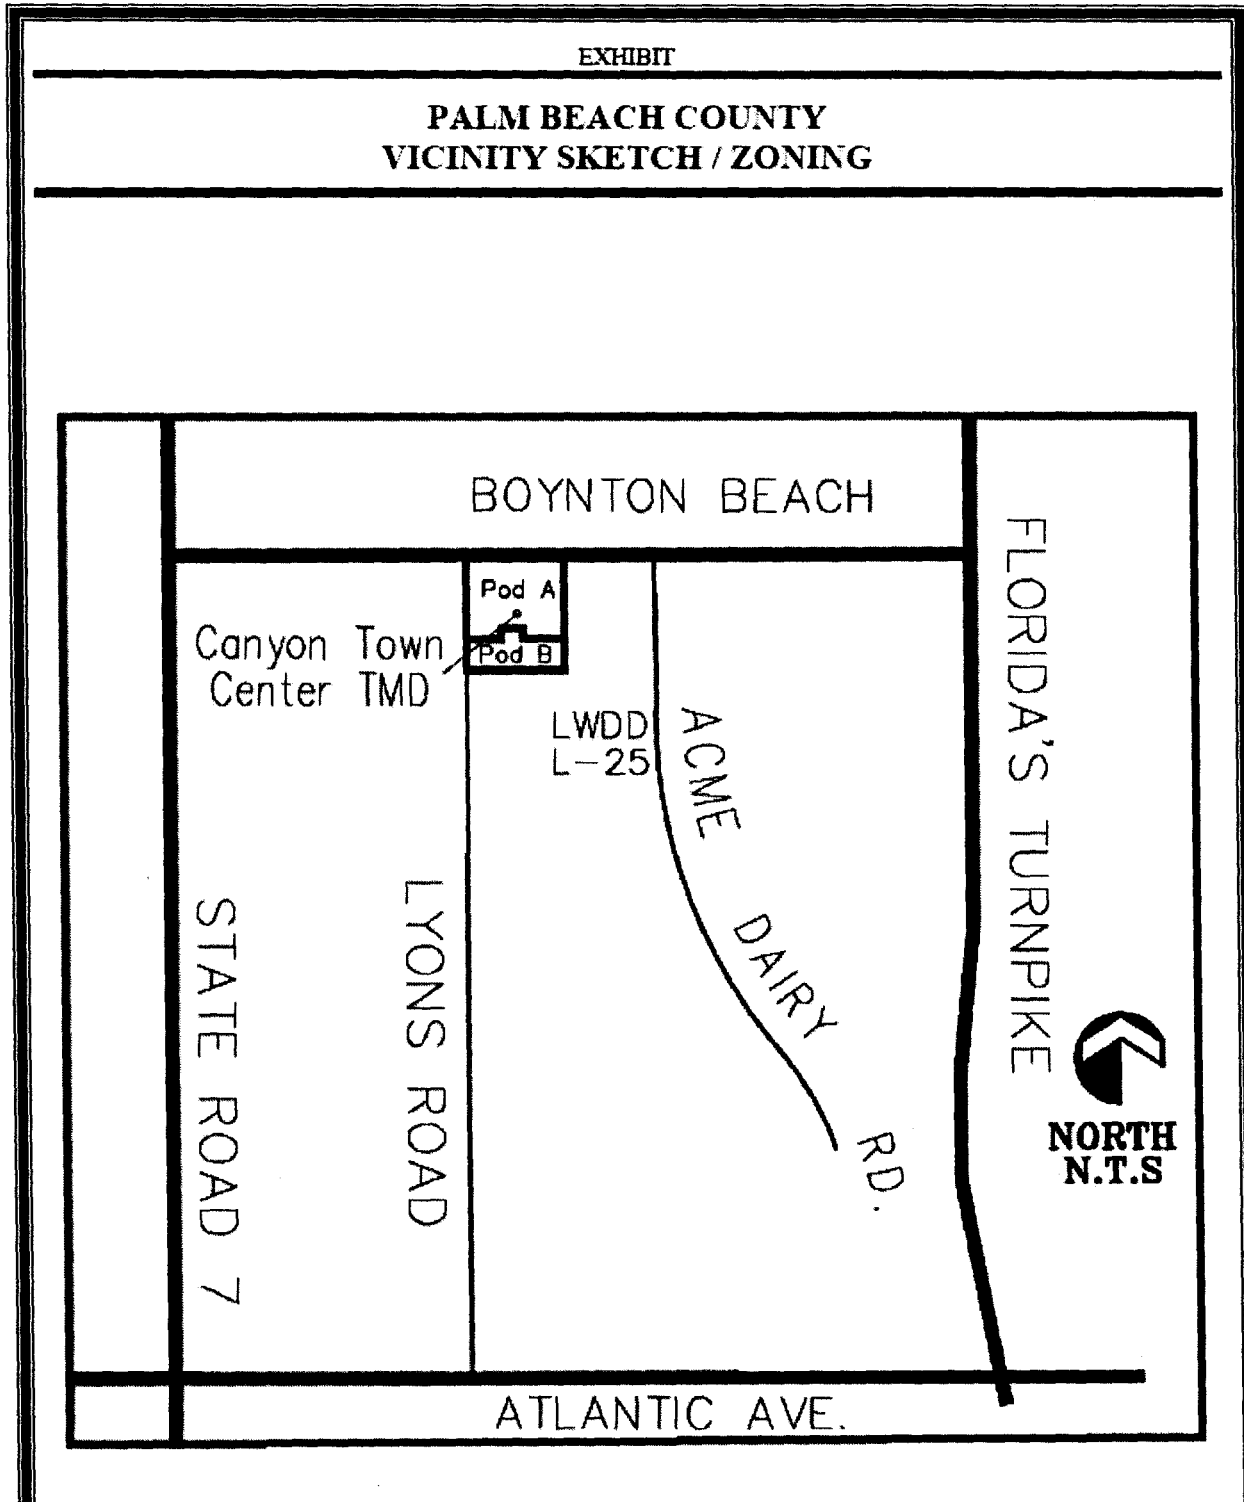 EXHIBIT
PALM BEACH COUNTY
VICINITY SKETCH / ZONING
BOYNTON BEACH
Pod A
Canyon Town
Center TMD
Pod B
LWDD
L-25
ACME DAIRY RD.
FLORIDA'S TURNPIKE
STATE ROAD 7
LYONS ROAD
NORTH
N.T.S
ATLANTIC AVE.